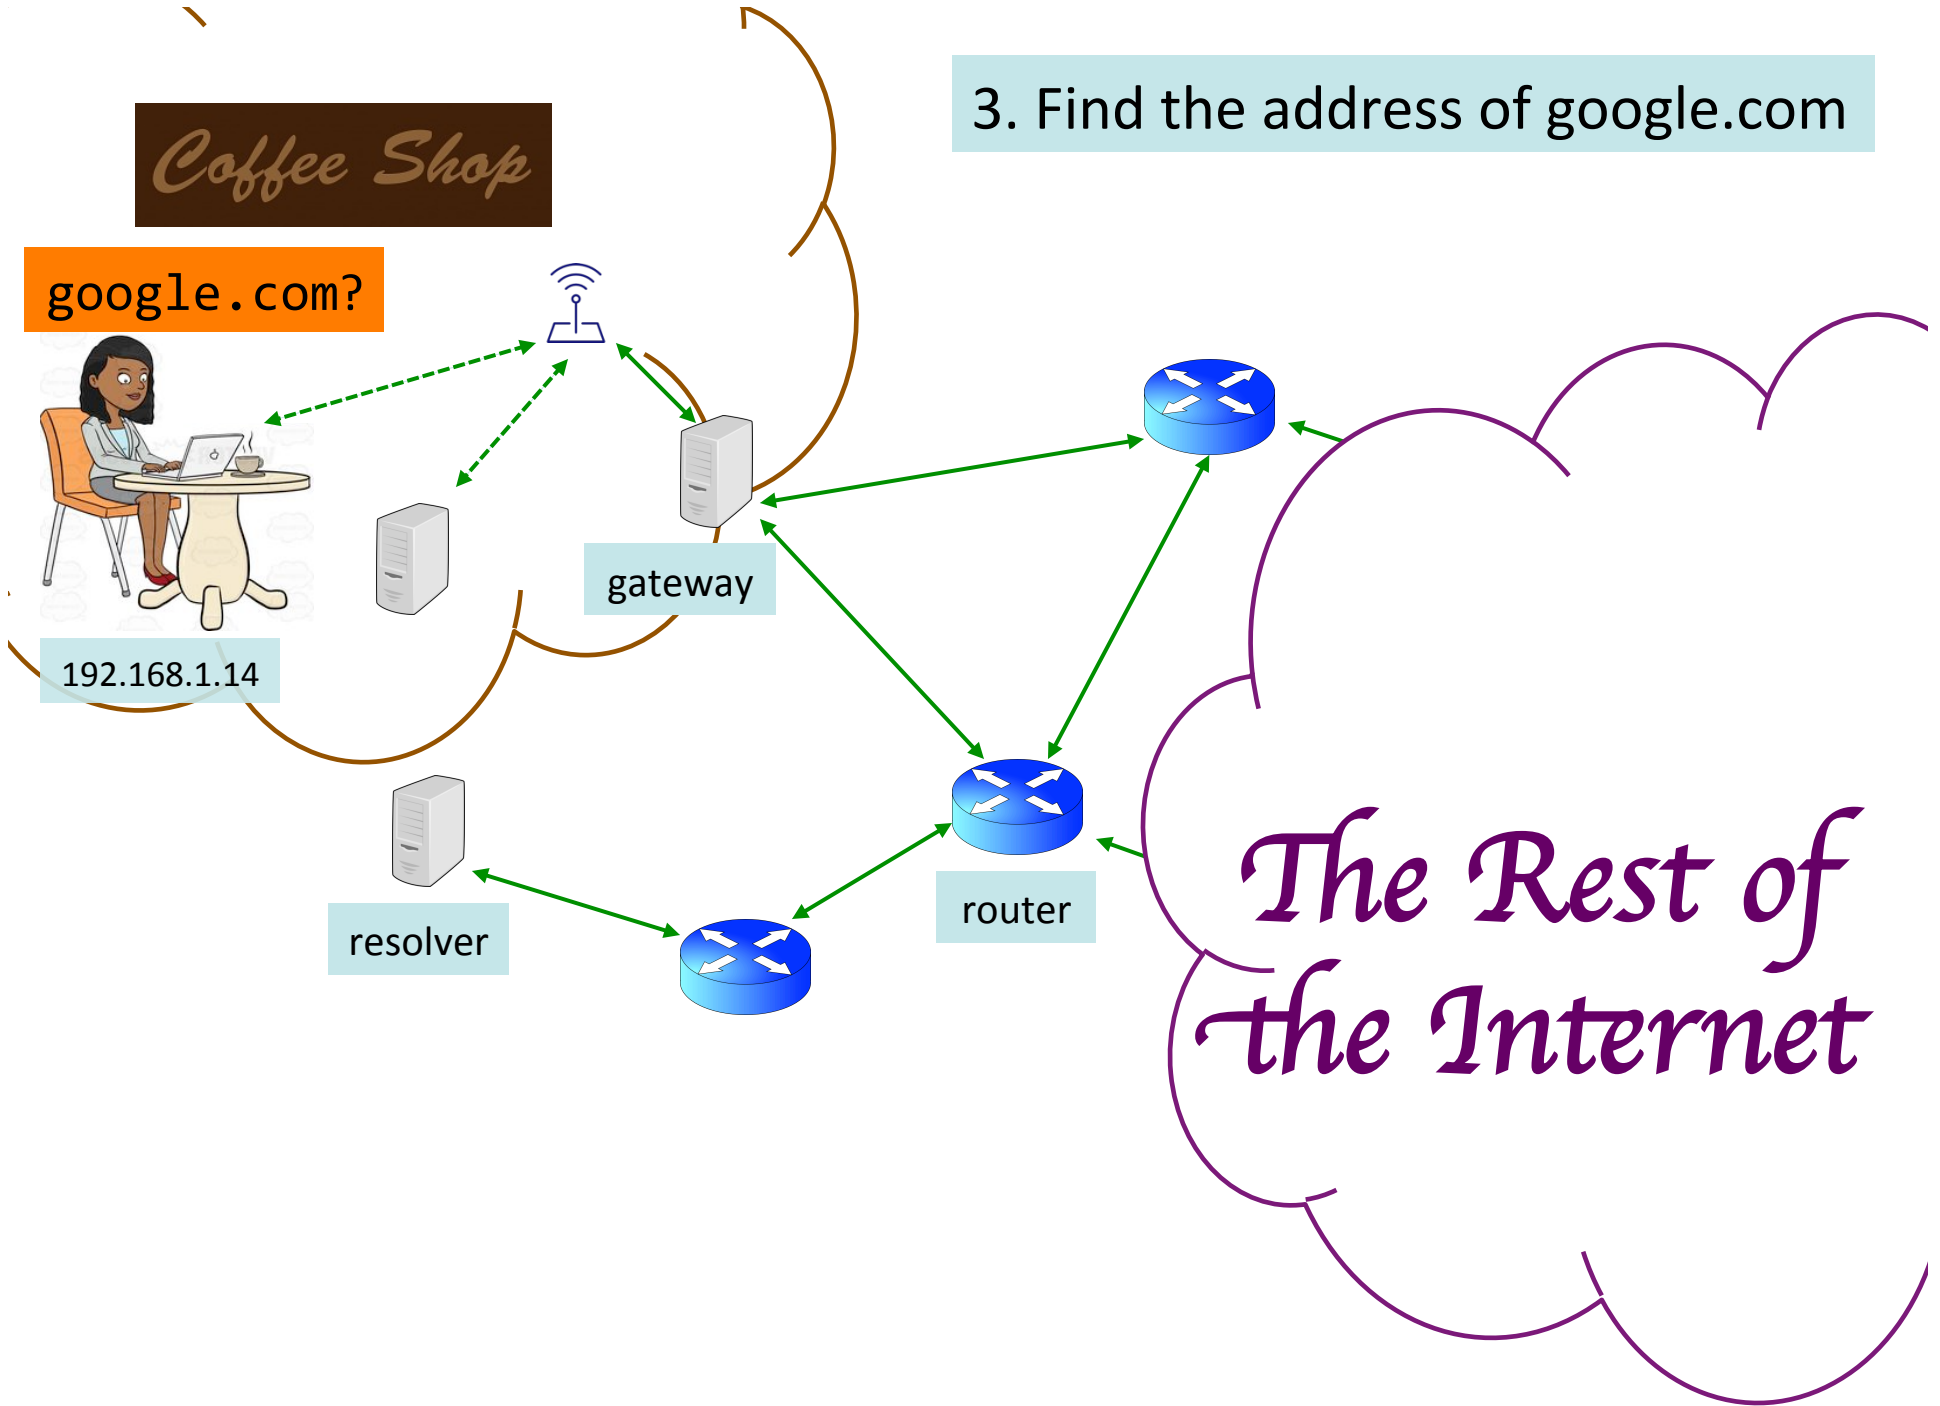 3. Find the address of google.com
Coffee Shop
google.com?
gateway
192.168.1.14
router
resolver
The Rest of
the Internet